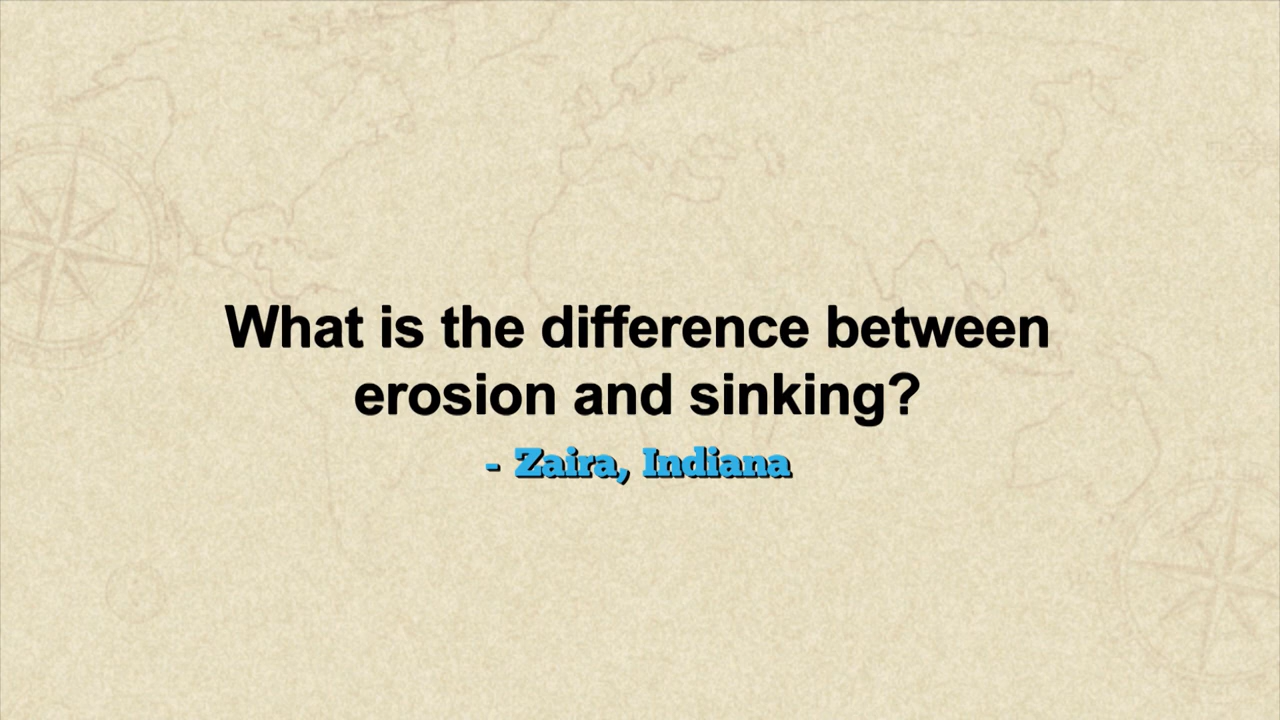 What is the difference between
erosion and sinking?
- Zaira, Indiana